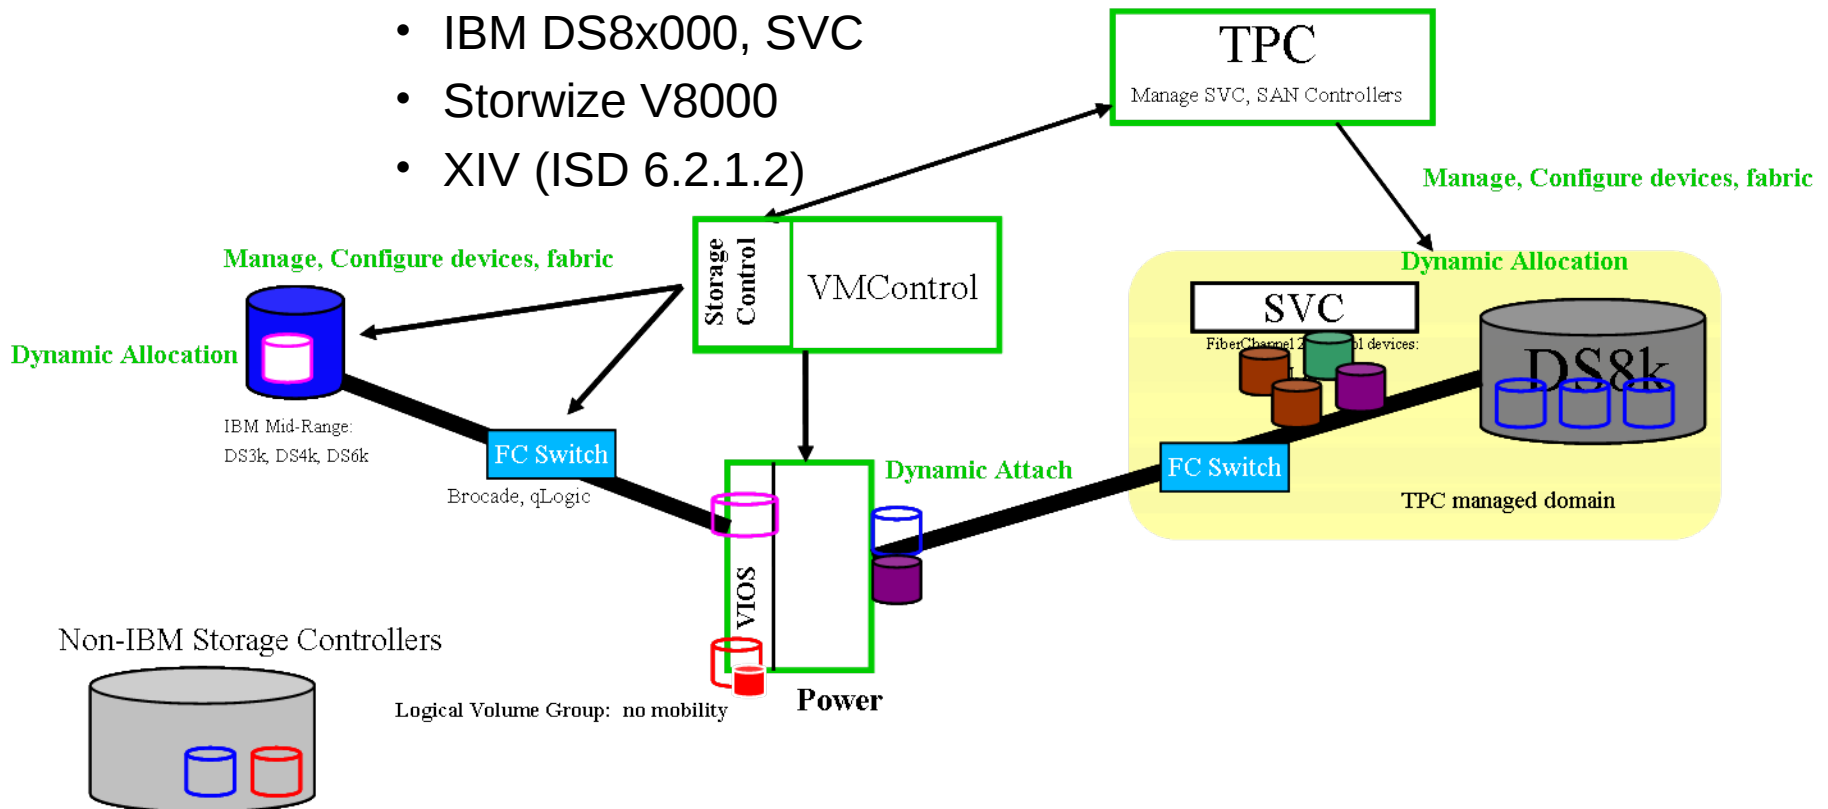 • IBM DS8x000, SVC
• Storwize V8000
• XIV (ISD 6.2.1.2)
TPC
Manage SVC, SAN Controllers
Manage, Configure devices, fabric
Manage, Configure devices, fabric
Storage
Control
VMControl
Dynamic Allocation
SVC
FiberChannel devices:
DS8k
Dynamic Allocation
IBM Mid-Range:
DS3k, DS4k, DS6k
FC Switch
Brocade, qLogic
Dynamic Attach
FC Switch
TPC managed domain
VIOS
Non-IBM Storage Controllers
Logical Volume Group: no mobility
Power